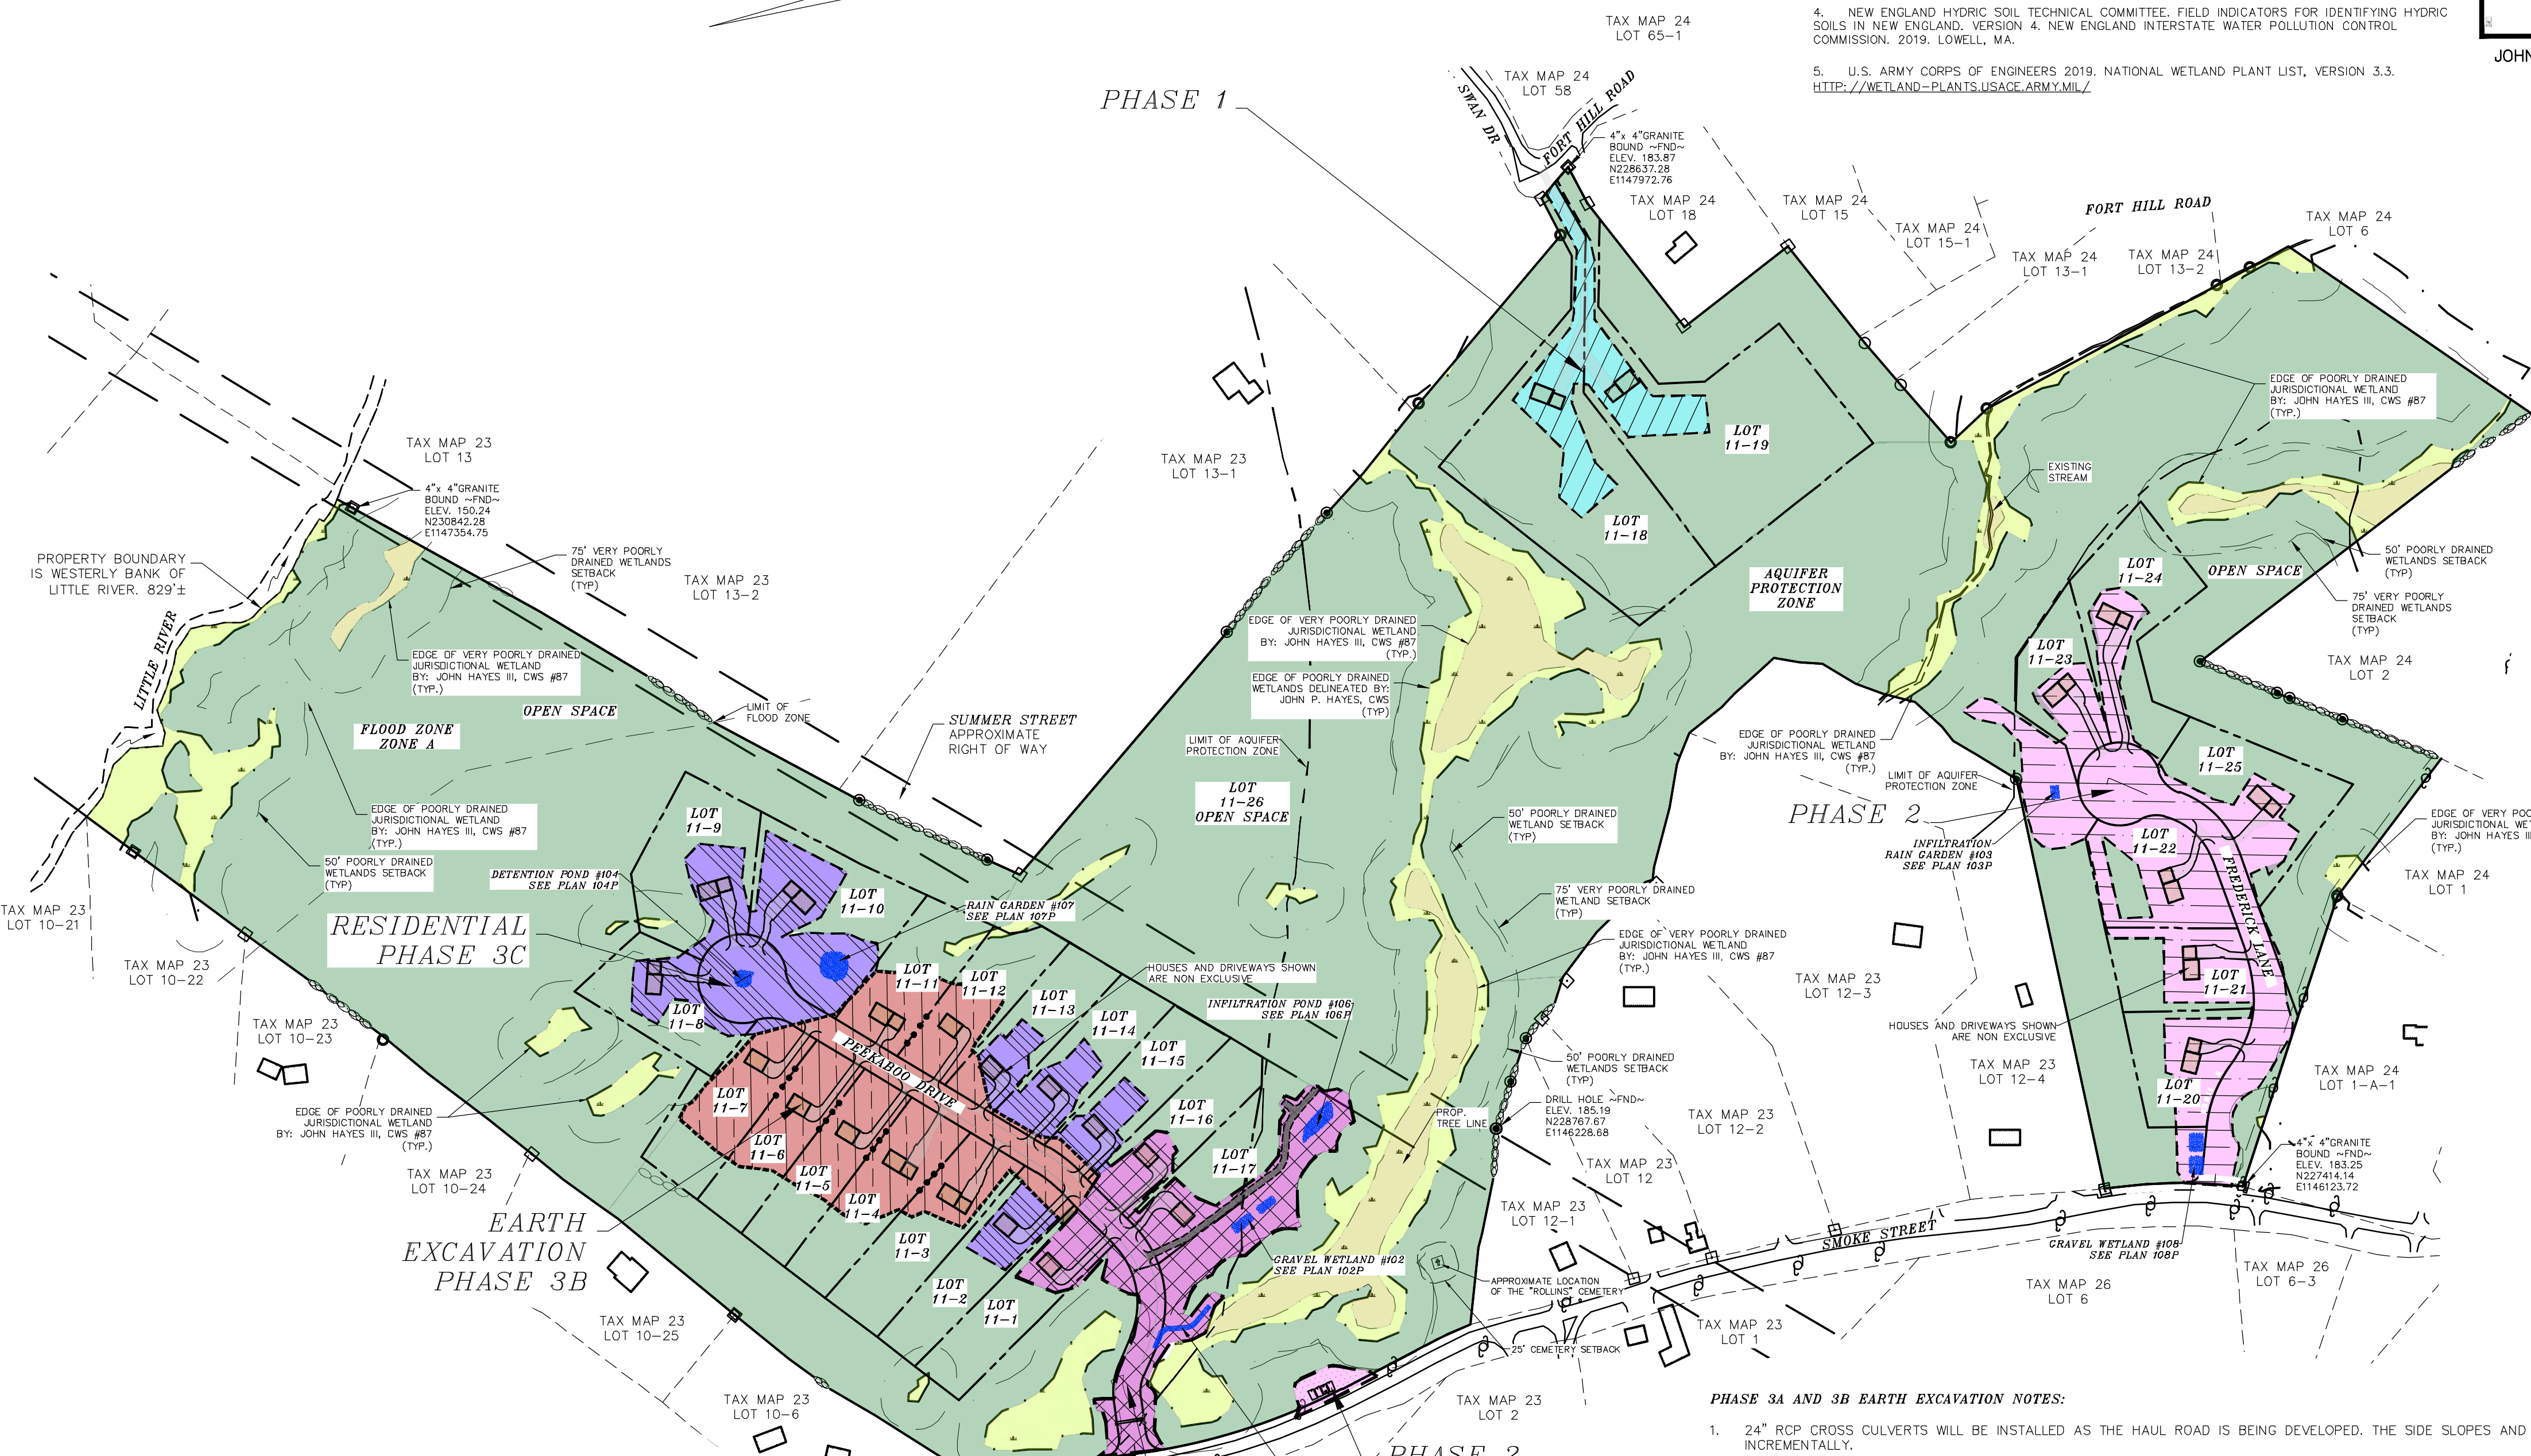 TAX MAP 24
LOT 65-1
4. NEW ENGLAND HYDRIC SOIL TECHNICAL COMMITTEE. FIELD INDICATORS FOR IDENTIFYING HYDRIC
SOILS IN NEW ENGLAND. VERSION 4. NEW ENGLAND INTERSTATE WATER POLLUTION CONTROL
COMMISSION. 2019. LOWELL, MA.
JOHN
5. U.S. ARMY CORPS OF ENGINEERS 2019. NATIONAL WETLAND PLANT LIST, VERSION 3.3.
HTTP://WETLAND-PLANTS.USACE.ARMY.MIL/
TAX MAP 24
LOT 58
SWAN DR
FORT HILL ROAD
PHASE 1
4"x 4"GRANITE
BOUND ~FND~
ELEV. 183.87
N228637.28
E1147972.76
TAX MAP 24
LOT 18
TAX MAP 24
LOT 15
TAX MAP 24
LOT 15-1
FORT HILL ROAD
TAX MAP 24
LOT 6
TAX MAP 24
LOT 13-1
TAX MAP 24
LOT 13-2
EDGE OF POORLY DRAINED
JURISDICTIONAL WETLAND
BY: JOHN HAYES III, CWS #87
(TYP.)
TAX MAP 23
LOT 13
4"x 4"GRANITE
BOUND ~FND~
ELEV. 150.24
N230842.28
E1147354.75
TAX MAP 23
LOT 13-1
LOT
11-19
EXISTING
STREAM
LOT
11-18
PROPERTY BOUNDARY
IS WESTERLY BANK OF
LITTLE RIVER. 829'±
75' VERY POORLY
DRAINED WETLANDS
SETBACK
(TYP)
TAX MAP 23
LOT 13-2
AQUIFER
PROTECTION
ZONE
LOT
11-24
OPEN SPACE
50' POORLY DRAINED
WETLANDS SETBACK
(TYP)
75' VERY POORLY
DRAINED WETLANDS
SETBACK
(TYP)
LITTLE RIVER
EDGE OF VERY POORLY DRAINED
JURISDICTIONAL WETLAND
BY: JOHN HAYES III, CWS #87
(TYP.)
EDGE OF VERY POORLY DRAINED
JURISDICTIONAL WETLAND
BY: JOHN HAYES III, CWS #87
(TYP.)
EDGE OF POORLY DRAINED
WETLANDS DELINEATED BY:
JOHN P. HAYES, CWS
(TYP)
LOT
11-23
TAX MAP 24
LOT 2
OPEN SPACE
LIMIT OF
FLOOD ZONE
FLOOD ZONE
ZONE A
SUMMER STREET
APPROXIMATE
RIGHT OF WAY
LIMIT OF AQUIFER
PROTECTION ZONE
EDGE OF POORLY DRAINED
JURISDICTIONAL WETLAND
BY: JOHN HAYES III, CWS #87
(TYP.)
LIMIT OF AQUIFER
PROTECTION ZONE
LOT
11-25
LOT
11-26
OPEN SPACE
PHASE 2
EDGE OF POORLY DRAINED
JURISDICTIONAL WETLAND
BY: JOHN HAYES III, CWS #87
(TYP.)
LOT
11-9
50' POORLY DRAINED
WETLAND SETBACK
(TYP)
INFILTRATION
RAIN GARDEN #103
SEE PLAN 103P
LOT
11-22
FREDERICK LANE
EDGE OF VERY POO
JURISDICTIONAL WET
BY: JOHN HAYES III
(TYP.)
50' POORLY DRAINED
WETLANDS SETBACK
(TYP)
DETENTION POND #104
SEE PLAN 104P
LOT
11-10
75' VERY POORLY DRAINED
WETLAND SETBACK
(TYP)
TAX MAP 24
LOT 1
TAX MAP 23
LOT 10-21
RESIDENTIAL
PHASE 3C
RAIN GARDEN #107
SEE PLAN 107P
EDGE OF VERY POORLY DRAINED
JURISDICTIONAL WETLAND
BY: JOHN HAYES III, CWS #87
(TYP.)
TAX MAP 23
LOT 10-22
LOT
11-11
LOT
11-12
HOUSES AND DRIVEWAYS SHOWN
ARE NON EXCLUSIVE
TAX MAP 23
LOT 12-3
LOT
11-21
LOT
11-8
LOT
11-13
INFILTRATION POND #106
SEE PLAN 106P
TAX MAP 23
LOT 10-23
LOT
11-14
HOUSES AND DRIVEWAYS SHOWN
ARE NON EXCLUSIVE
PEEKABOO DRIVE
LOT
11-15
50' POORLY DRAINED
WETLANDS SETBACK
(TYP)
TAX MAP 23
LOT 12-4
TAX MAP 24
LOT 1-A-1
LOT
11-7
LOT
11-16
PROP.
TREE LINE
DRILL HOLE ~FND~
ELEV. 185.19
N228767.67
E1146228.68
LOT
11-20
EDGE OF POORLY DRAINED
JURISDICTIONAL WETLAND
BY: JOHN HAYES III, CWS #87
(TYP.)
TAX MAP 23
LOT 12-2
LOT
11-6
LOT
11-17
4"x 4"GRANITE
BOUND ~FND~
ELEV. 183.25
N227414.14
E1146123.72
TAX MAP 23
LOT 10-24
LOT
11-5
TAX MAP 23
LOT 12
LOT
11-4
TAX MAP 23
LOT 12-1
EARTH
EXCAVATION
PHASE 3B
LOT
11-3
SMOKE STREET
GRAVEL WETLAND #108
SEE PLAN 108P
GRAVEL WETLAND #102
SEE PLAN 102P
LOT
11-2
APPROXIMATE LOCATION
OF THE "ROLLINS" CEMETERY
TAX MAP 26
LOT 6
TAX MAP 26
LOT 6-3
LOT
11-1
TAX MAP 23
LOT 10-25
TAX MAP 23
LOT 1
25' CEMETERY SETBACK
TAX MAP 23
LOT 10-6
TAX MAP 23
LOT 2
PHASE 3A AND 3B EARTH EXCAVATION NOTES:
1. 24" RCP CROSS CULVERTS WILL BE INSTALLED AS THE HAUL ROAD IS BEING DEVELOPED. THE SIDE SLOPES AND
INCREMENTALLY.
PHASE 2